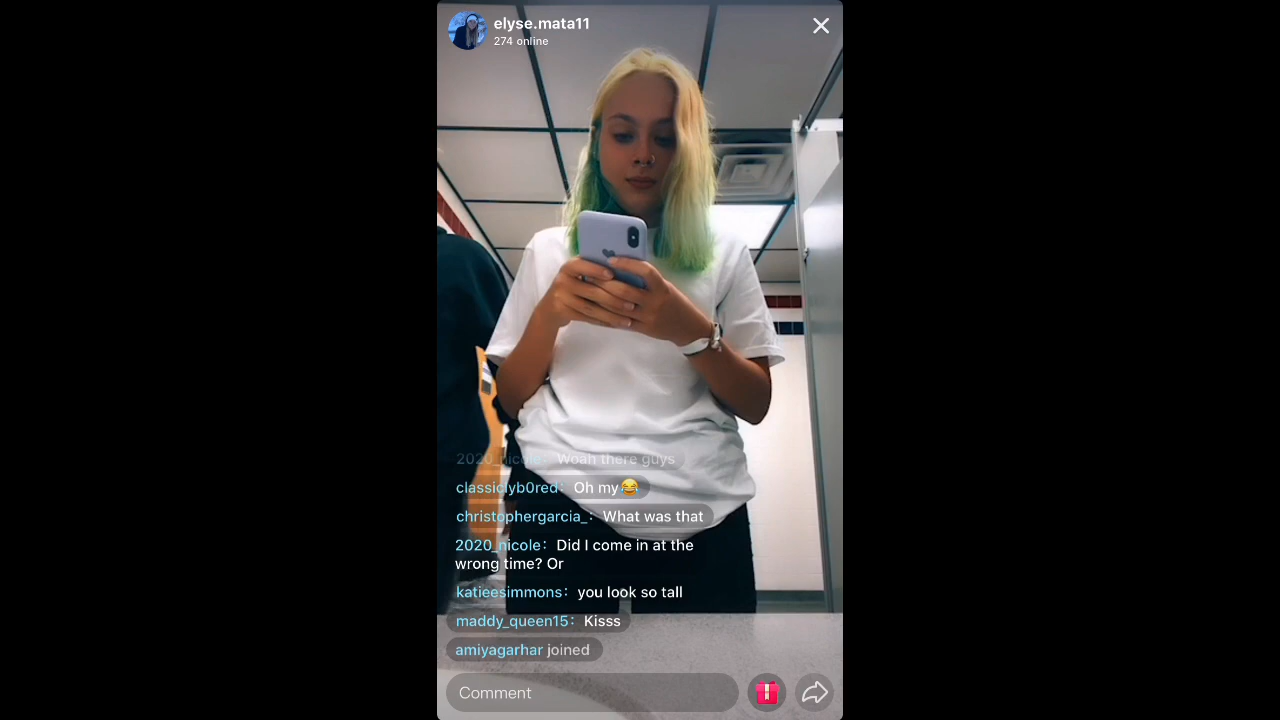 elyse.mata11
274 online
2020_nicole: Woah there guys
classiclyb0red: Oh my😂
christophergarcia_: What was that
2020_nicole: Did I come in at the
wrong time? Or
katieesimmons: you look so tall
maddy_queen15: Kisss
amiyagarhar joined
Comment